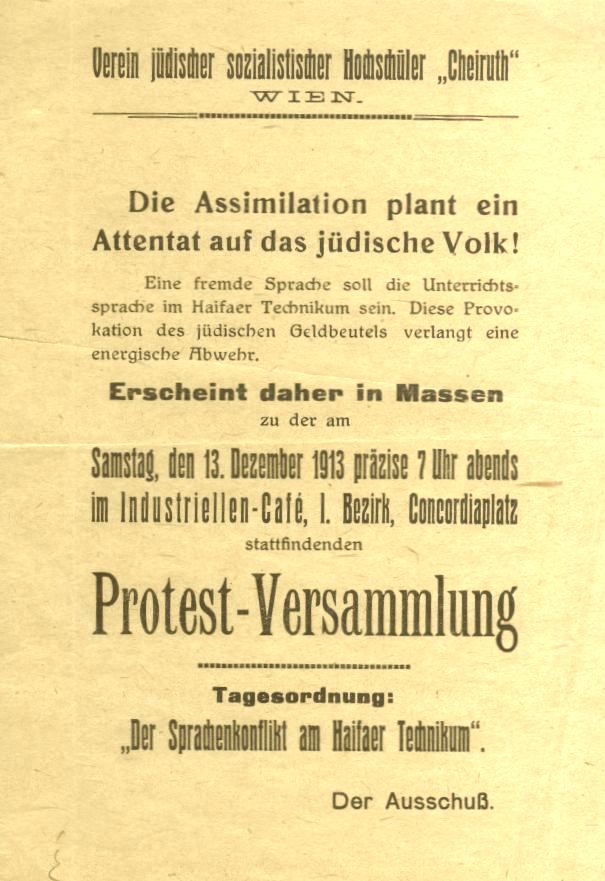 Verein jüdischer sozialistischer Hochschüler „Cheiruth“
WIEN.
Die Assimilation plant ein
Attentat auf das jüdische Volk!
Eine fremde Sprache soll die Unterrichts-
sprache im Haifaer Technikum sein. Diese Provo-
kation des jüdischen Geldbeutels verlangt eine
energische Abwehr.
Erscheint daher in Massen
zu der am
Samstag, den 13. Dezember 1913 präzise 7 Uhr abends
im Industriellen-Café, I. Bezirk, Concordiaplatz
stattfindenden
Protest-Versammlung
Tagesordnung:
„Der Sprachenkonflikt am Haifaer Technikum“.
Der Ausschuß.